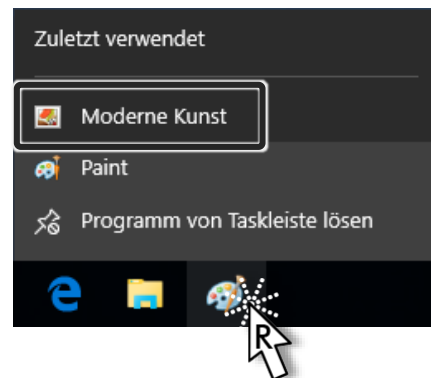 Zuletzt verwendet
Moderne Kunst
Paint
Programm von Taskleiste lösen
R